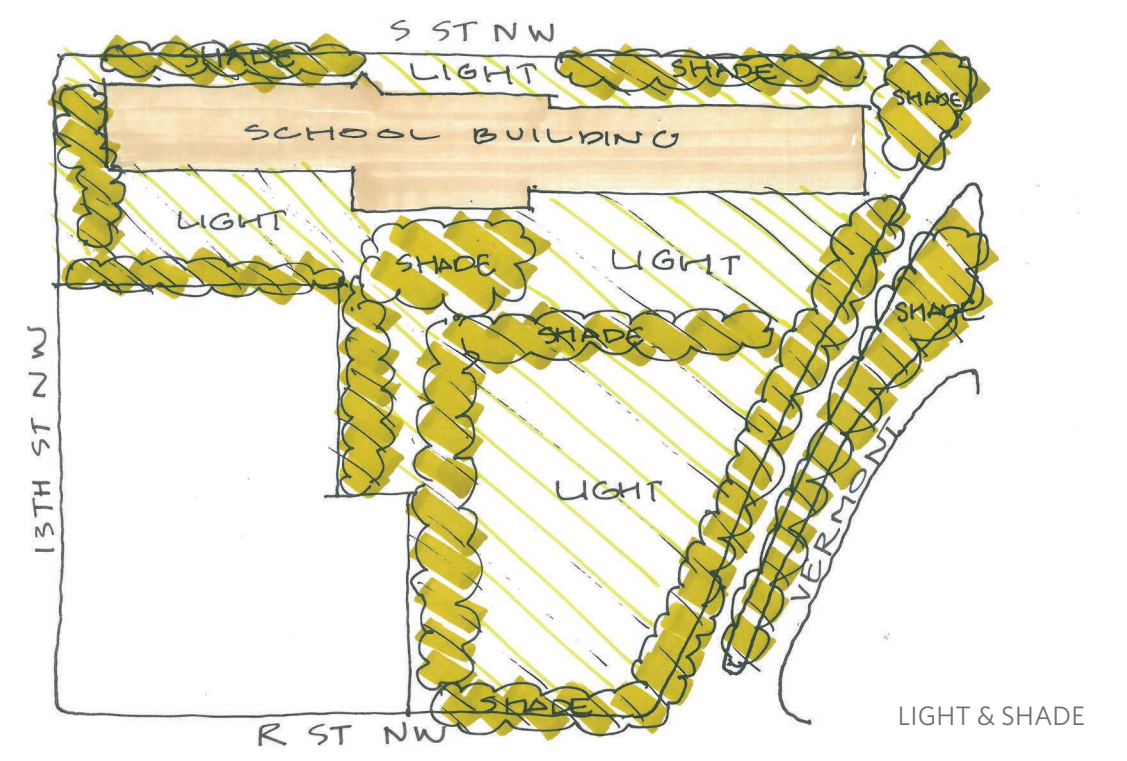 S ST NW
SHADE
LIGHT
SHADE
SHADE
SCHOOL BUILDING
LIGHT
SHADE
LIGHT
SHADE
SHADE
13TH ST NW
LIGHT
VERMONT
SHADE
R ST NW
LIGHT & SHADE